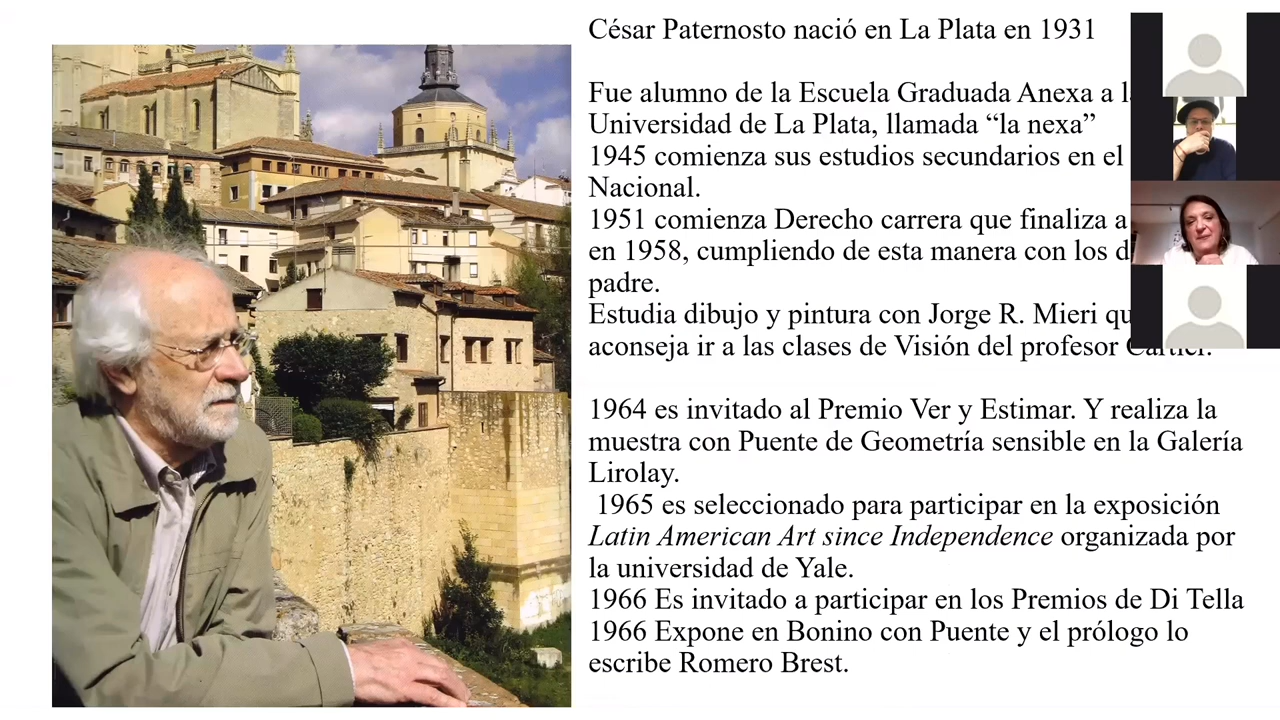 César Paternosto nació en La Plata en 1931
Fue alumno de la Escuela Graduada Anexa a
Universidad de La Plata, llamada “la nexa”
1945 comienza sus estudios secundarios en el
Nacional.
1951 comienza Derecho carrera que finaliza a
en 1958, cumpliendo de esta manera con los
padre.
Estudia dibujo y pintura con Jorge R. Mieri
aconseja ir a las clases de Visión del profesor
1964 es invitado al Premio Ver y Estimar. Y realiza la
muestra con Puente de Geometría sensible en la Galería
Lirolay.
1965 es seleccionado para participar en la exposición
Latin American Art since Independence organizada por
la universidad de Yale.
1966 Es invitado a participar en los Premios de Di Tella
1966 Expone en Bonino con Puente y el prólogo lo
escribe Romero Brest.